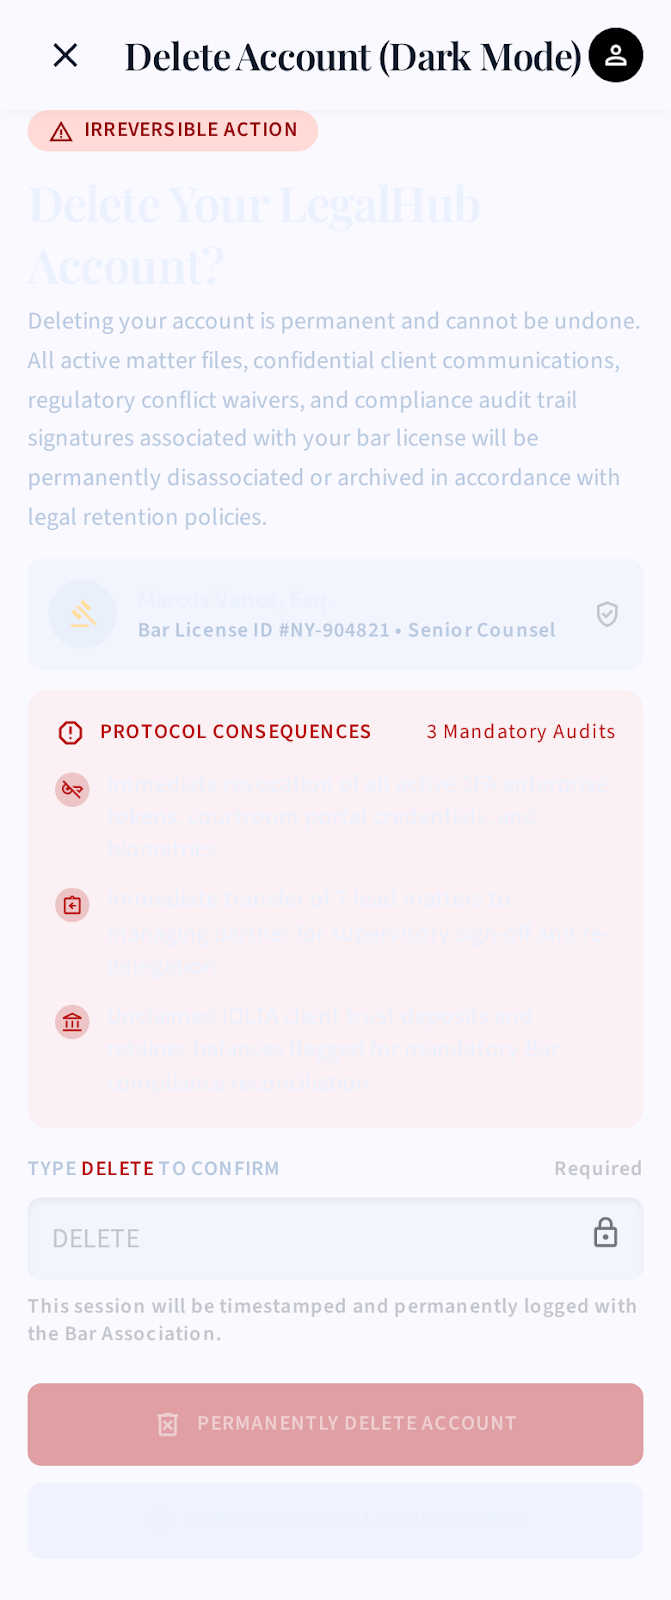 Delete Account (Dark Mode)
IRREVERSIBLE ACTION
Delete Your LegalHub
Account?
Deleting your account is permanent and cannot be undone.
All active matter files, confidential client communications,
regulatory conflict waivers, and compliance audit trail
signatures associated with your bar license will be
permanently disassociated or archived in accordance with
legal retention policies.
Marcus Vance, Esq.
Bar License ID #NY-904821 • Senior Counsel
PROTOCOL CONSEQUENCES
3 Mandatory Audits
Immediate revocation of all active 2FA enterprise
tokens, courtroom portal credentials, and
biometrics.
Immediate transfer of 7 lead matters to
managing partner for supervisory sign-off and re-
delegation.
Unclaimed IOLTA client trust deposits and
retainer balances flagged for mandatory Bar
compliance reconciliation.
TYPE DELETE TO CONFIRM
Required
DELETE
This session will be timestamped and permanently logged with
the Bar Association.
PERMANENTLY DELETE ACCOUNT
CANCEL & RETAIN LICENSE ACCESS